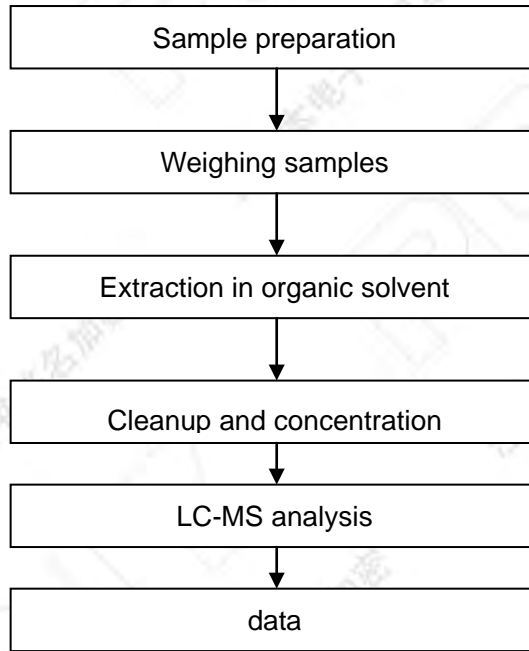 Sample preparation
Weighing samples
Extraction in organic solvent
Cleanup and concentration
LC-MS analysis
data